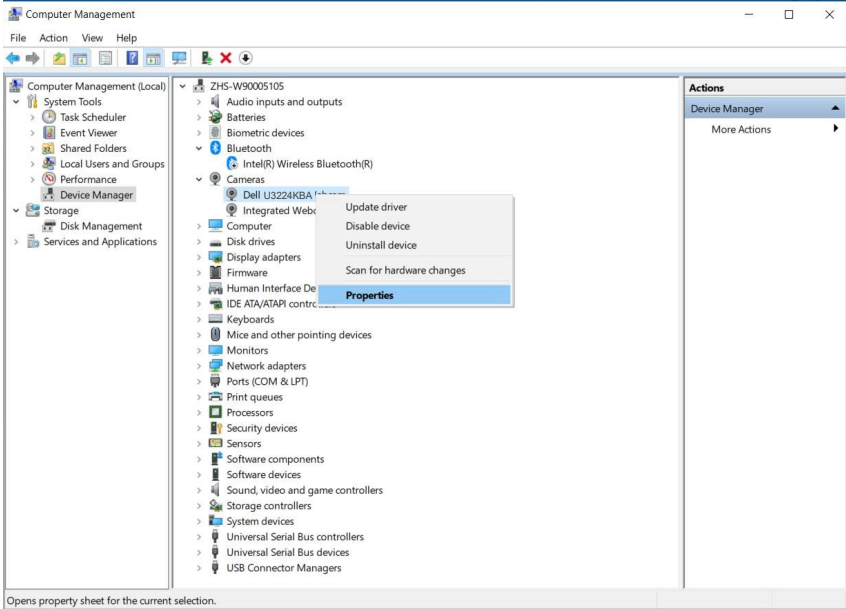 Computer Management
File Action View Help
Computer Management (Local)
System Tools
Task Scheduler
Event Viewer
Shared Folders
Local Users and Groups
Performance
Device Manager
Storage
Disk Management
Services and Applications
ZHS-W90005105
Audio inputs and outputs
Batteries
Biometric devices
Bluetooth
Intel(R) Wireless Bluetooth(R)
Cameras
Dell U3224KBA
Integrated
Computer
Disk drives
Display adapters
Firmware
Human Interface
IDE ATA/ATAPI
Keyboards
Mice and other pointing devices
Monitors
Network adapters
Ports (COM & LPT)
Print queues
Processors
Security devices
Sensors
Software components
Software devices
Sound, video and game controllers
Storage controllers
System devices
Universal Serial Bus controllers
Universal Serial Bus devices
USB Connector Managers
Update driver
Disable device
Uninstall device
Scan for hardware changes
Properties
Actions
Device Manager
More Actions
Opens property sheet for the current selection.